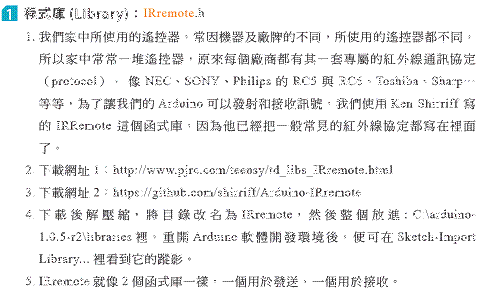 1 程式庫 (Library)：IRremote.h
1. 我們家中所使用的遙控器，常因機器及廠牌的不同，所使用的遙控器都不同，
所以家中常常一堆遙控器，原來每個廠商都有其一套專屬的紅外線通訊協定
（protocol）， 像 NEC、SONY、Philips 的 RC5 與 RC6、Toshiba、Sharp…
等等，為了讓我們的 Arduino 可以發射和接收訊號，我們使用 Ken Shirriff 寫
的 IRRemote 這個函式庫，因為他已經把一般常見的紅外線協定都寫在裡面
了。
2. 下載網址 1：http://www.pjrc.com/teensy/td_libs_IRremote.html
3. 下載網址 2：https://github.com/shirriff/Arduino-IRremote
4. 下載後解壓縮，將目錄改名為 IRremote，然後整個放進：C:\arduino-
1.0.5-r2\libraries 裡，重開 Arduino 軟體開發環境後，便可在 Sketch-Import
Library... 裡看到它的蹤影。
5. IRremote 就像 2 個函式庫一樣，一個用於發送，一個用於接收。